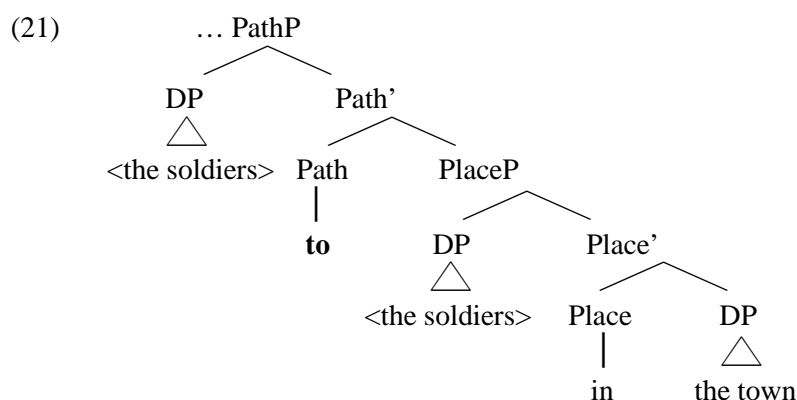 (21) … PathP
DP Path’
<the soldiers> Path PlaceP
to DP Place’
<the soldiers> Place DP
in the town